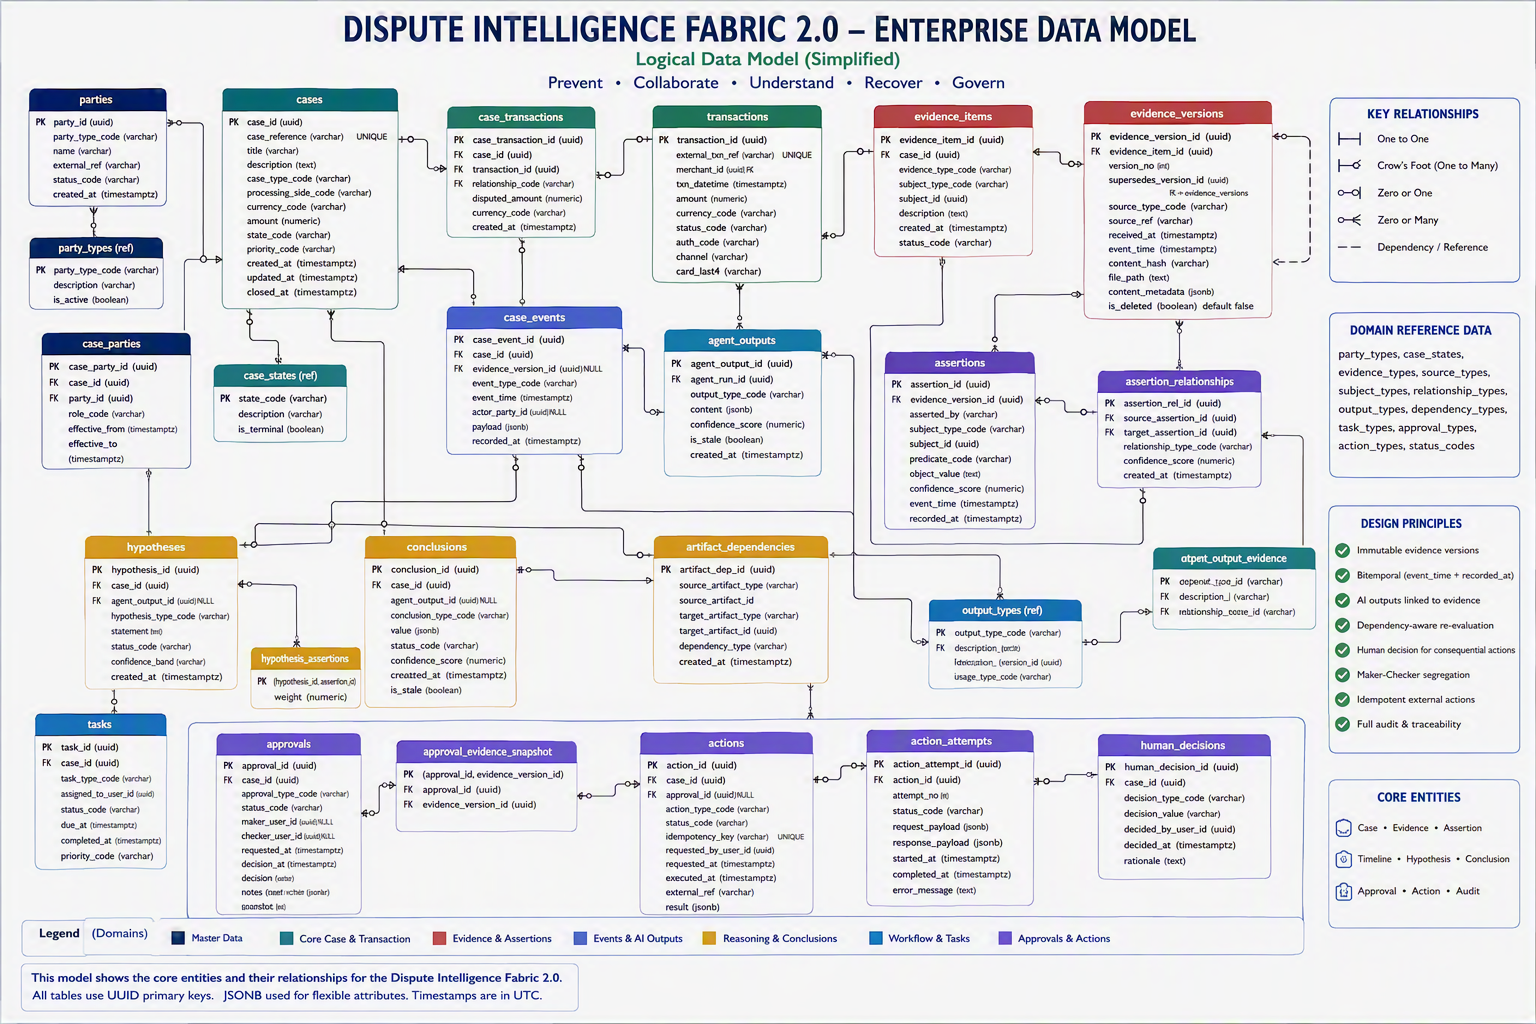 DISPUTE INTELLIGENCE FABRIC 2.0 – ENTERPRISE DATA MODEL
Logical Data Model (Simplified)
Prevent • Collaborate • Understand • Recover • Govern
parties
PK party_id (uuid)
party_type_code (varchar)
name (varchar)
external_ref (varchar)
status_code (varchar)
created_at (timestamptz)
party_types (ref)
PK party_type_code (varchar)
description (varchar)
is_active (boolean)
cases
PK case_id (uuid)
case_reference (varchar) UNIQUE
title (varchar)
description (text)
case_type_code (varchar)
processing_side_code (varchar)
currency_code (varchar)
amount (numeric)
state_code (varchar)
priority_code (varchar)
created_at (timestamptz)
updated_at (timestamptz)
closed_at (timestamptz)
case_transactions
PK case_transaction_id (uuid)
FK case_id (uuid)
FK transaction_id (uuid)
FK relationship_code (varchar)
disputed_amount (numeric)
currency_code (varchar)
created_at (timestamptz)
transactions
PK transaction_id (uuid)
external_txn_ref (varchar) UNIQUE
merchant_id (uuid) FK
txn_datetime (timestamptz)
amount (numeric)
currency_code (varchar)
status_code (varchar)
auth_code (varchar)
channel (varchar)
card_last4 (varchar)
evidence_items
PK evidence_item_id (uuid)
FK case_id (uuid)
evidence_type_code (varchar)
subject_type_code (varchar)
subject_id (uuid)
description (text)
created_at (timestamptz)
status_code (varchar)
evidence_versions
PK evidence_version_id (uuid)
FK evidence_item_id (uuid)
version_no (int)
supersedes_version_id (uuid)
evidence_versions
source_type_code (varchar)
source_ref (varchar)
received_at (timestamptz)
event_time (timestamptz)
content_hash (varchar)
file_path (text)
content_metadata (jsonb)
is_deleted (boolean) default false
case_parties
PK case_party_id (uuid)
FK case_id (uuid)
FK party_id (uuid)
role_code (varchar)
effective_from (timestamptz)
effective_to
(timestamptz)
case_states (ref)
PK state_code (varchar)
description (varchar)
is_terminal (boolean)
case_events
PK case_event_id (uuid)
FK case_id (uuid)
FK evidence_version_id (uuid) NULL
event_type_code (varchar)
event_time (timestamptz)
actor_party_id (uuid) NULL
payload (jsonb)
recorded_at (timestamptz)
agent_outputs
PK agent_output_id (uuid)
FK agent_run_id (uuid)
output_type_code (varchar)
content (jsonb)
confidence_score (numeric)
is_stale (boolean)
created_at (timestamptz)
assertions
PK assertion_id (uuid)
FK evidence_version_id (uuid)
asserted_by (varchar)
subject_type_code (varchar)
subject_id (uuid)
predicate_code (varchar)
object_value (text)
confidence_score (numeric)
event_time (timestamptz)
recorded_at (timestamptz)
assertion_relationships
PK assertion_rel_id (uuid)
FK source_assertion_id (uuid)
FK target_assertion_id (uuid)
relationship_type_code (varchar)
confidence_score (numeric)
created_at (timestamptz)
hypotheses
PK hypothesis_id (uuid)
FK case_id (uuid)
FK agent_output_id (uuid) NULL
hypothesis_type_code (varchar)
statement (text)
status_code (varchar)
confidence_band (varchar)
created_at (timestamptz)
hypothesis_assertions
PK (hypothesis_id, assertion_id)
weight (numeric)
conclusions
PK conclusion_id (uuid)
FK case_id (uuid)
agent_output_id (uuid) NULL
conclusion_type_code (varchar)
value (jsonb)
status_code (varchar)
confidence_score (numeric)
created_at (timestamptz)
is_stale (boolean)
artifact_dependencies
PK artifact_dep_id (uuid)
source_artifact_type (varchar)
source_artifact_id
target_artifact_type (varchar)
target_artifact_id (uuid)
dependency_type (varchar)
created_at (timestamptz)
output_types (ref)
PK output_type_code (varchar)
FK description
(version_id (uuid)
usage_type_code (varchar)
otpent_output_evidence
PK (varchar)
FK description (varchar)
FK (varchar)
tasks
PK task_id (uuid)
FK case_id (uuid)
task_type_code (varchar)
assigned_to_user_id (uuid)
status_code (varchar)
due_at (timestamptz)
completed_at (timestamptz)
priority_code (varchar)
approvals
PK approval_id (uuid)
FK case_id (uuid)
approval_type_code (varchar)
status_code (varchar)
maker_user_id (uuid) NULL
checker_user_id (uuid) NULL
requested_at (timestamptz)
decision_at (timestamptz)
decision
notes
snapshot
approval_evidence_snapshot
PK (approval_id, evidence_version_id)
FK approval_id (uuid)
FK evidence_version_id (uuid)
actions
PK action_id (uuid)
FK case_id (uuid)
FK approval_id (uuid) NULL
action_type_code (varchar)
status_code (varchar)
idempotency_key (varchar) UNIQUE
requested_by_user_id (uuid)
requested_at (timestamptz)
executed_at (timestamptz)
external_ref (varchar)
result (jsonb)
action_attempts
PK action_attempt_id (uuid)
FK action_id (uuid)
attempt_no (int)
status_code (varchar)
request_payload (jsonb)
response_payload (jsonb)
started_at (timestamptz)
completed_at (timestamptz)
error_message (text)
human_decisions
PK human_decision_id (uuid)
FK case_id (uuid)
decision_type_code (varchar)
decision_value (varchar)
decided_by_user_id (uuid)
decided_at (timestamptz)
rationale (text)
KEY RELATIONSHIPS
One to One
Crow's Foot (One to Many)
Zero or One
Zero or Many
Dependency / Reference
DOMAIN REFERENCE DATA
party_types, case_states,
evidence_types, source_types,
subject_types, relationship_types,
output_types, dependency_types,
task_types, approval_types,
action_types, status_codes
DESIGN PRINCIPLES
Immutable evidence versions
Bitemporal (event_time + recorded_at)
AI outputs linked to evidence
Dependency-aware re-evaluation
Human decision for consequential actions
Maker-Checker segregation
Idempotent external actions
Full audit & traceability
CORE ENTITIES
Case • Evidence • Assertion
Timeline • Hypothesis • Conclusion
Approval • Action • Audit
Legend (Domains)
Master Data
Core Case & Transaction
Evidence & Assertions
Events & AI Outputs
Reasoning & Conclusions
Workflow & Tasks
Approvals & Actions
This model shows the core entities and their relationships for the Dispute Intelligence Fabric 2.0.
All tables use UUID primary keys. JSONB used for flexible attributes. Timestamps are in UTC.